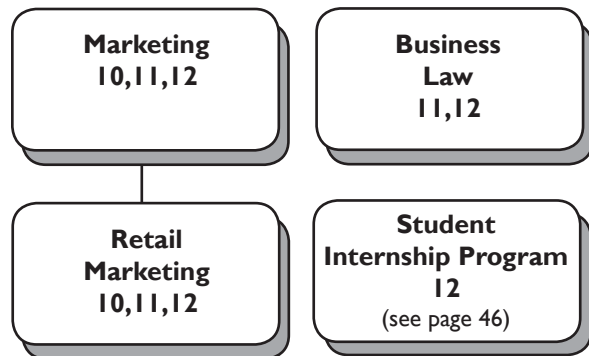 Marketing
10,11,12
Business
Law
11,12
Retail
Marketing
10,11,12
Student
Internship Program
12
(see page 46)